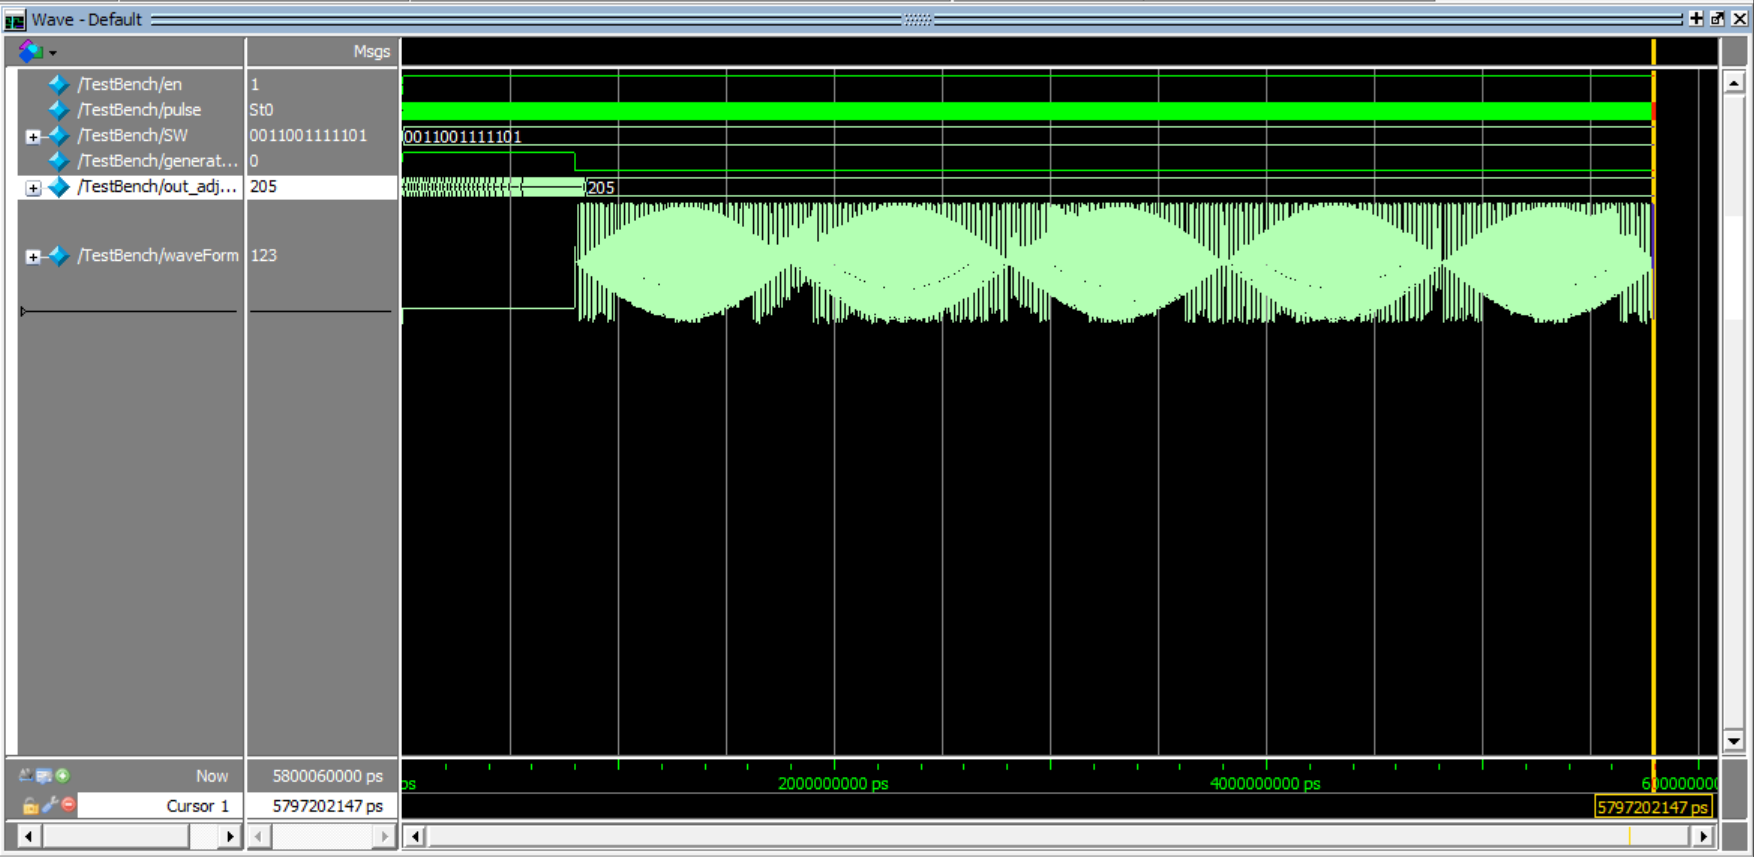 Wave - Default
Msgs
/TestBench/en 1
/TestBench/pulse St0
/TestBench/SW 0011001111101 0011001111101
/TestBench/generat... 0
/TestBench/out_adj... 205 205
/TestBench/waveForm 123
Now 5800060000 ps ps 2000000000 ps 4000000000 ps 6000000000
Cursor 1 5797202147 ps 5797202147 ps